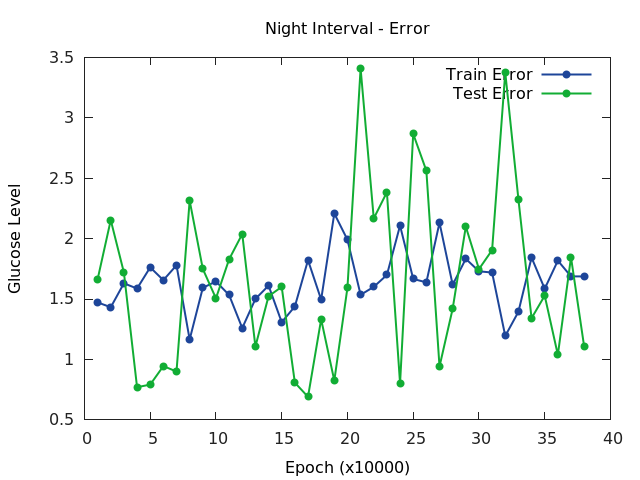 Night Interval - Error
3.5
3
2.5
2
1.5
1
0.5
Glucose Level
Train Error
Test Error
0 5 10 15 20 25 30 35 40
Epoch (x10000)